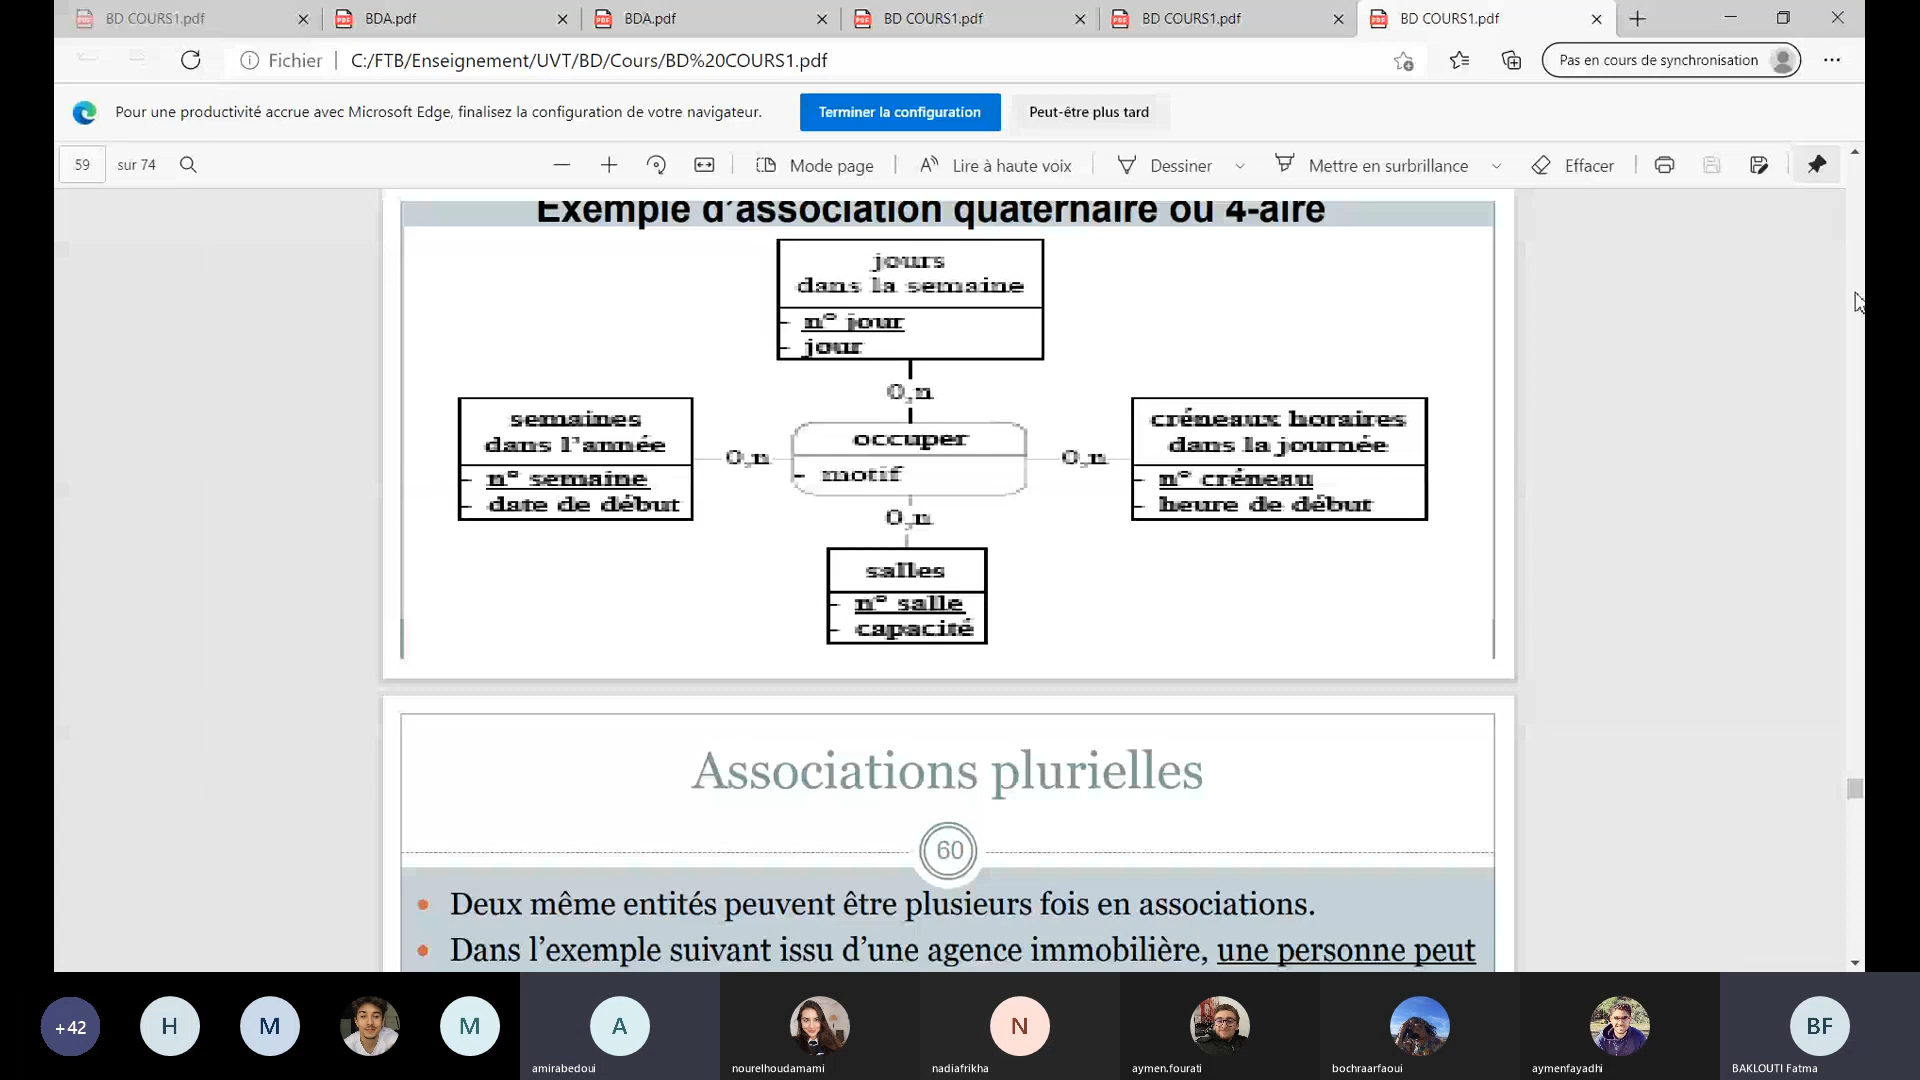 BD COURS1.pdf
BDA.pdf
BDA.pdf
BD COURS1.pdf
BD COURS1.pdf
BD COURS1.pdf
Fichier
C:/FTB/Enseignement/UVT/BD/Cours/BD%20COURS1.pdf
Pas en cours de synchronisation
Pour une productivité accrue avec Microsoft Edge, finalisez la configuration de votre navigateur.
Terminer la configuration
Peut-être plus tard
59 sur 74
Mode page
Lire à haute voix
Dessiner
Mettre en surbrillance
Effacer
Exemple d'association quaternaire ou 4-aire
jours
dans la semaine
- n° jour
- jour
0,n
semaines
dans l'année
- n° semaine
- date de début
0,n
occuper
- motif
0,n
créneaux horaires
dans la journée
- n° créneau
- heure de début
0,n
salles
- n° salle
- capacité
Associations plurielles
60
• Deux même entités peuvent être plusieurs fois en associations.
• Dans l'exemple suivant issu d'une agence immobilière, une personne peut
+42
H
M
M
A
N
BF
amirabedoui
nourelhoudamami
nadiafrikha
aymen.fourati
bochraarfaoui
aymenfayadhi
BAKLOUTI Fatma